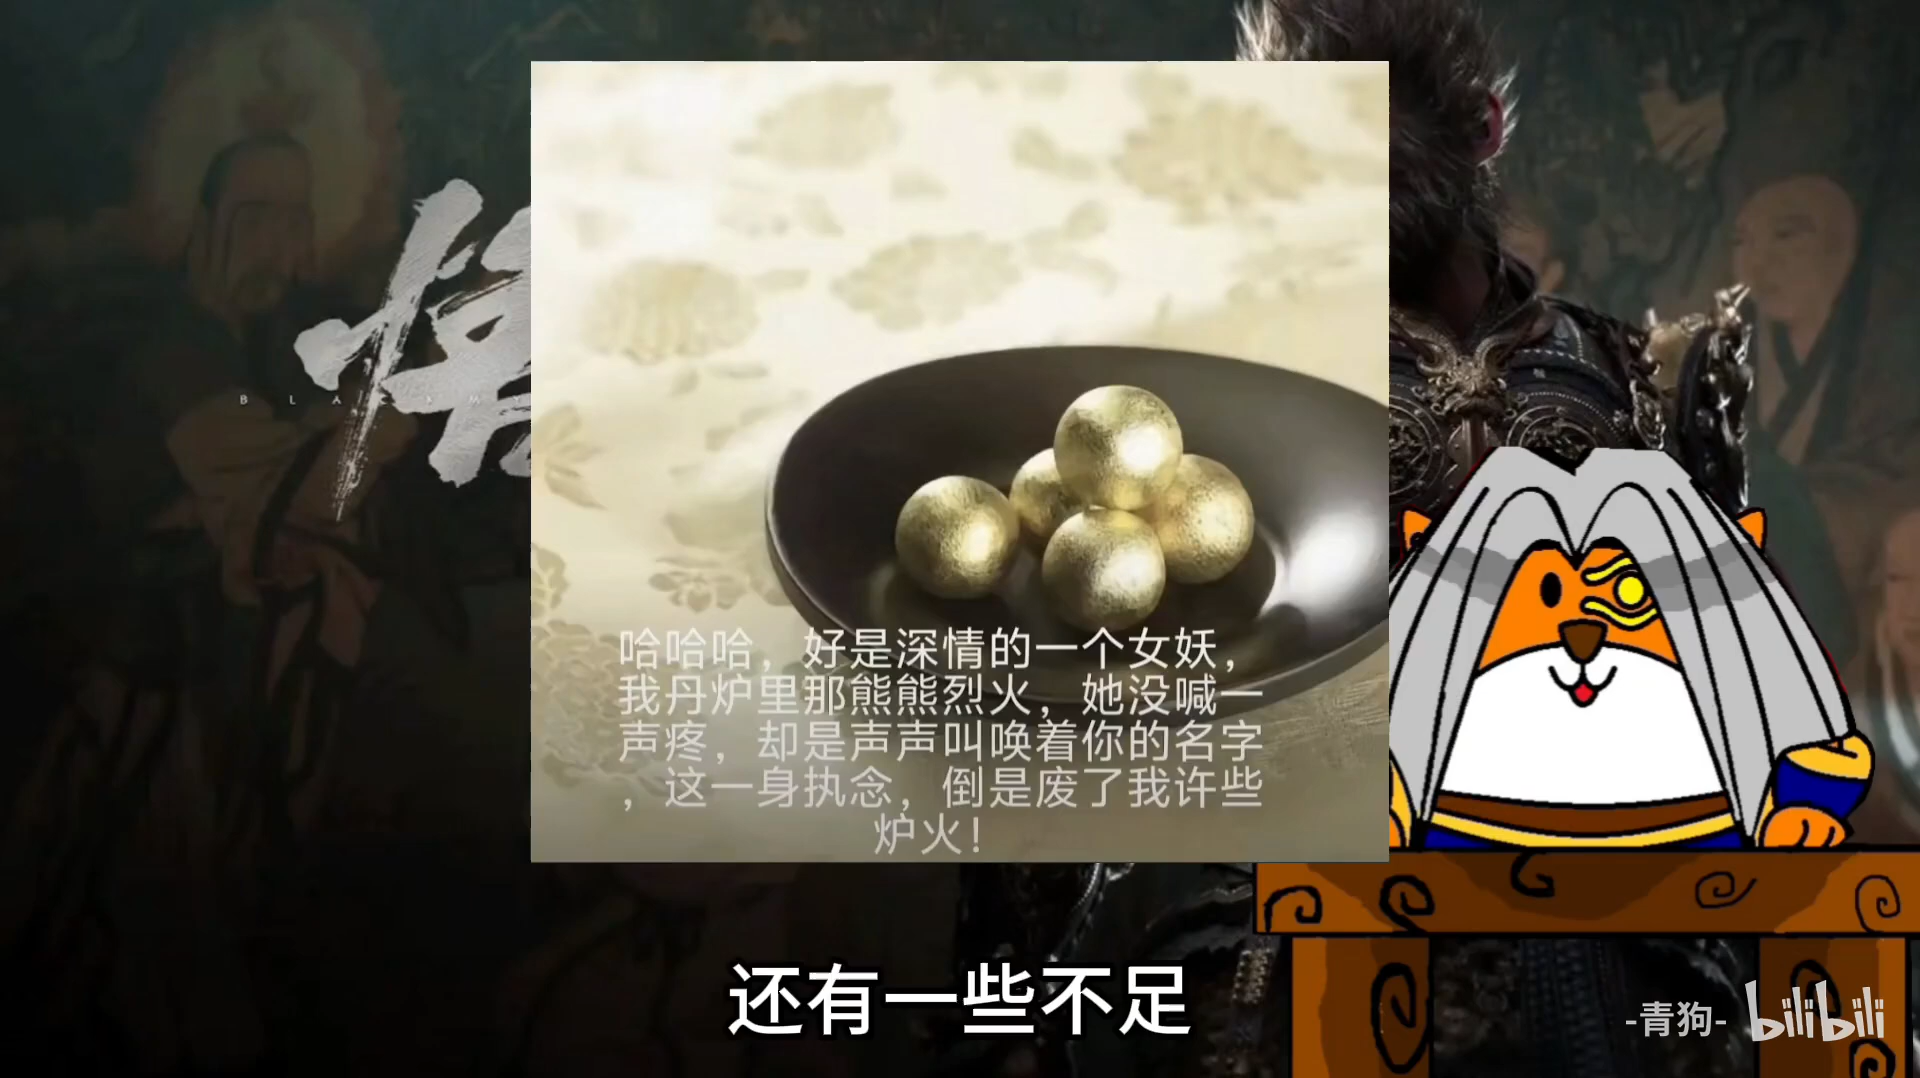 悟
BLACK M
哈哈哈，好是深情的一个女妖，
我丹炉里那熊熊烈火，她没喊一
声疼，却是声声叫唤着你的名字
，这一身执念，倒是废了我许些
炉火！
还有一些不足
-青狗- bilibili